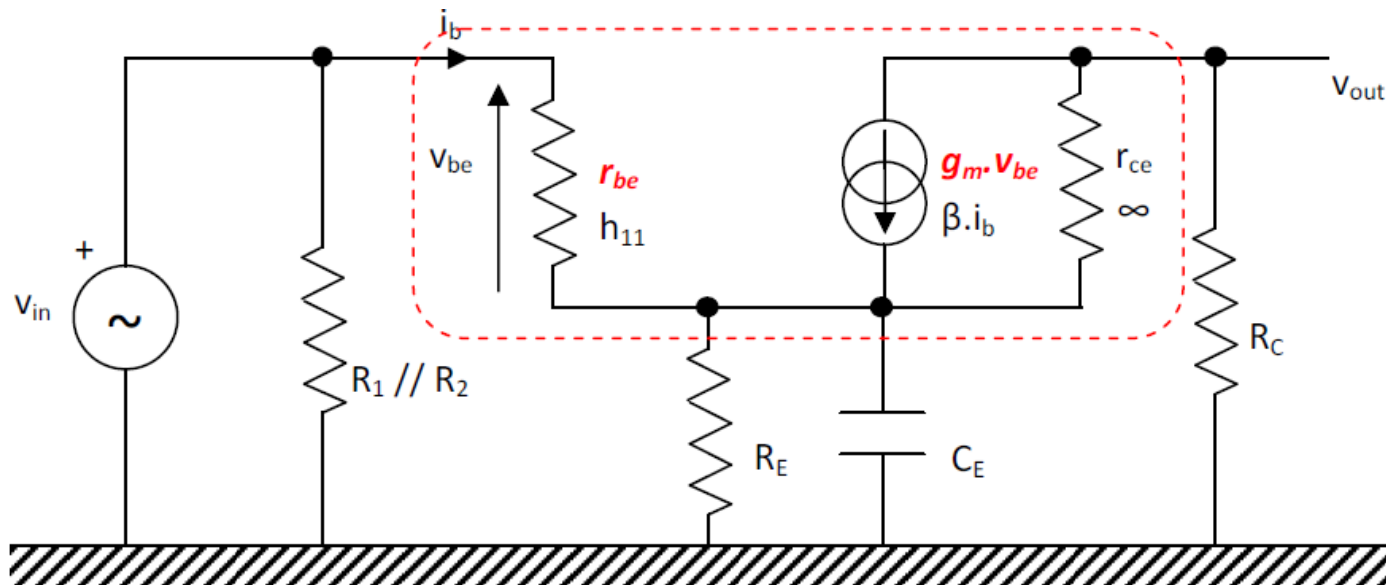 i_b
v_be
r_be
h_11
g_m.v_be
β.i_b
r_ce
∞
v_out
+
v_in
~
R_1 // R_2
R_E
C_E
R_C